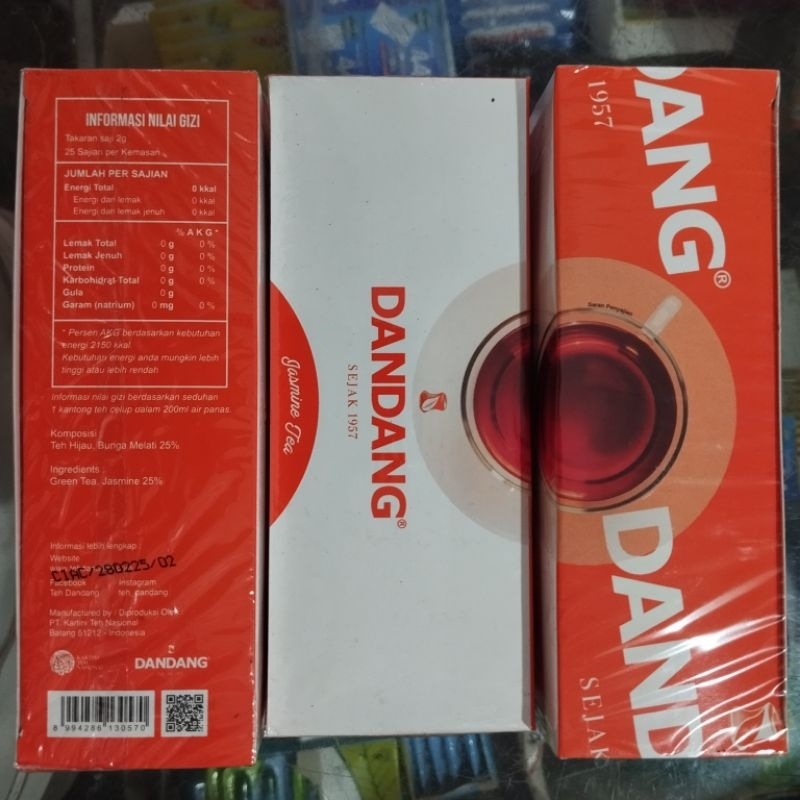 INFORMASI NILAI GIZI
Takaran saji 2g
25 Sajian per Kemasan
JUMLAH PER SAJIAN
Energi Total 0 kkal
Energi dari lemak 0 kkal
Energi dari lemak jenuh 0 kkal
% A K G *
Lemak Total 0 g 0 %
Lemak Jenuh 0 g 0 %
Protein 0 g 0 %
Karbohidrat Total 0 g 0 %
Gula 0 g
Garam (natrium) 0 mg 0 %
* Persen AKG berdasarkan kebutuhan
energi 2150 kkal.
Kebutuhan energi anda mungkin lebih
tinggi atau lebih rendah
Informasi nilai gizi berdasarkan seduhan
1 kantong teh celup dalam 200ml air panas.
Komposisi :
Teh Hijau, Bunga Melati 25%
Ingredients :
Green Tea, Jasmine 25%
Informasi lebih lengkap :
Website
C1AC/280225/02
Facebook Instagram
Teh Dandang teh_dandang
Manufactured by / Diproduksi Oleh
PT. Kartini Teh Nasional
Batang 51212 - Indonesia
DANDANG
8 994286 130570
Jasmine Tea
DANDANG®
SEJAK 1957
DANG®
1957
Saran Penyajian
DAND
SEJAK